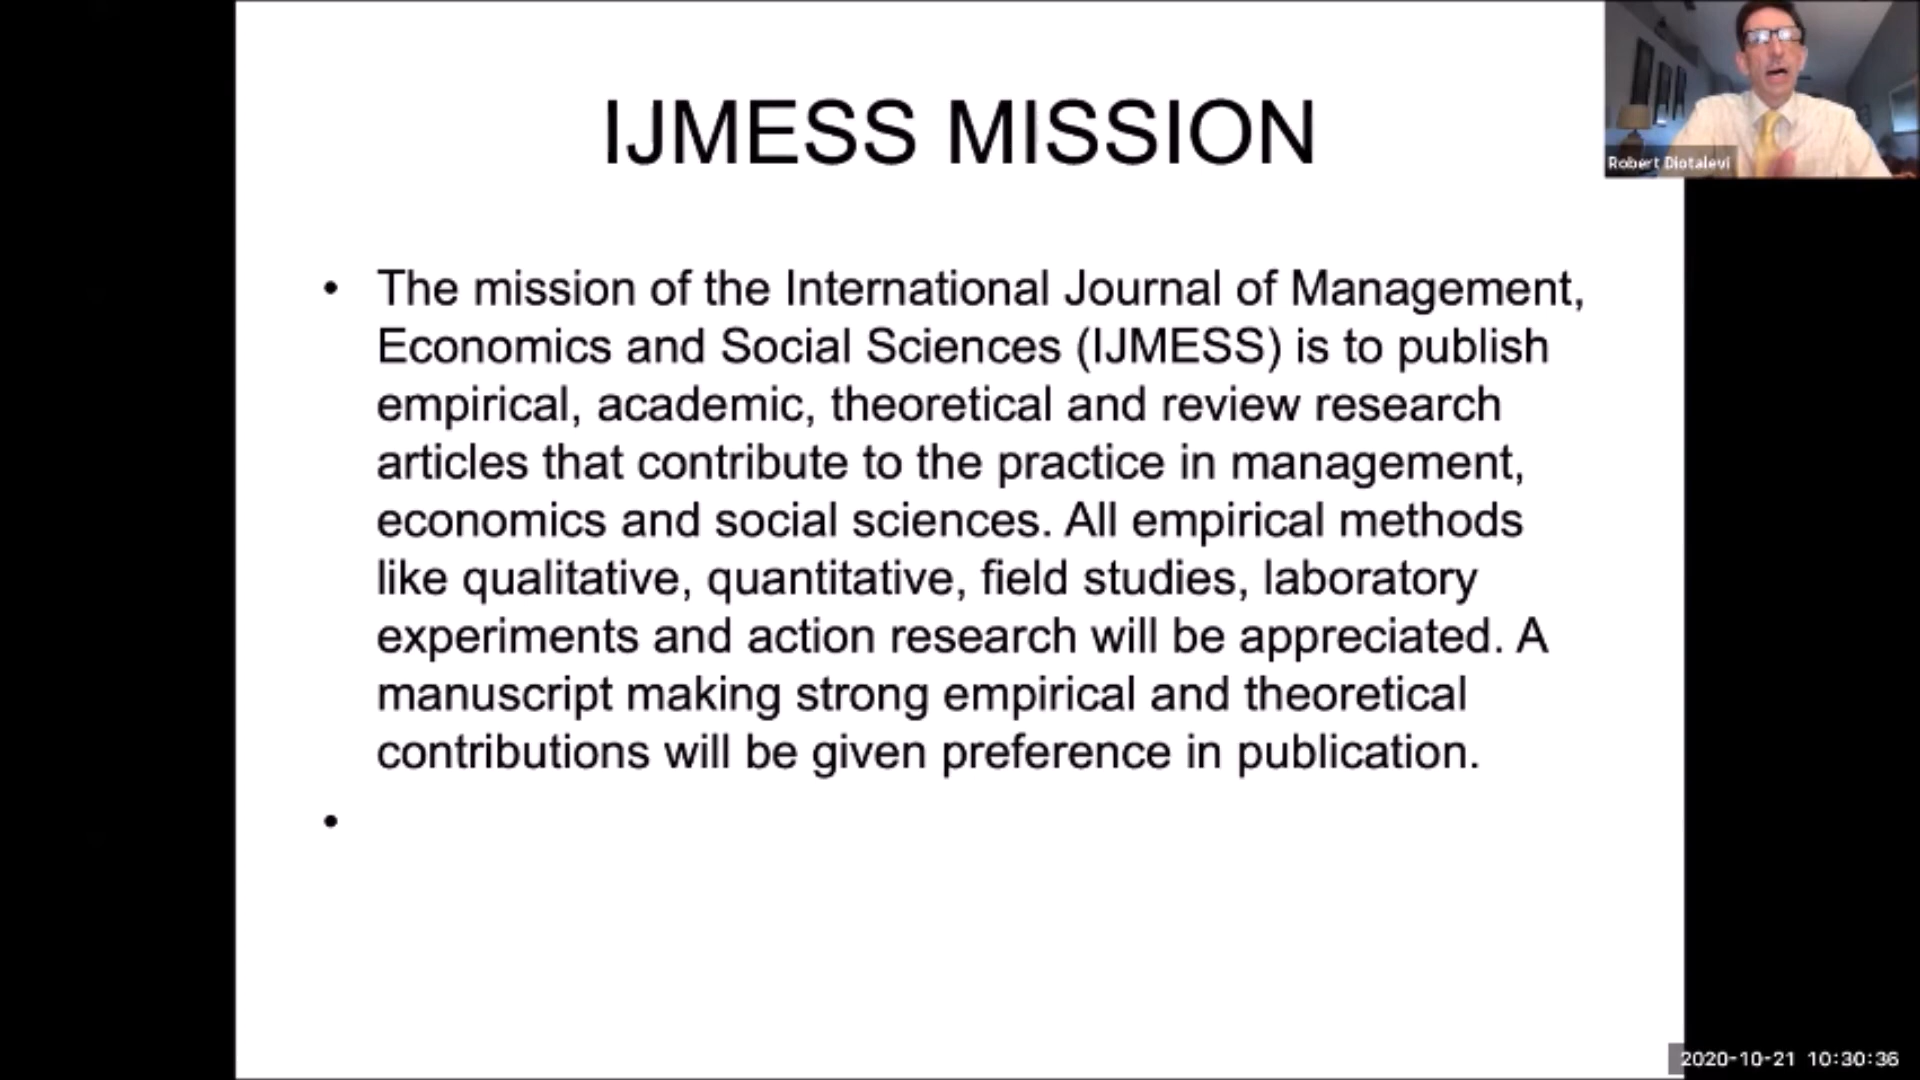 IJMESS MISSION
Robert Diotalevi
• The mission of the International Journal of Management,
Economics and Social Sciences (IJMESS) is to publish
empirical, academic, theoretical and review research
articles that contribute to the practice in management,
economics and social sciences. All empirical methods
like qualitative, quantitative, field studies, laboratory
experiments and action research will be appreciated. A
manuscript making strong empirical and theoretical
contributions will be given preference in publication.
•
2020-10-21 10:30:36